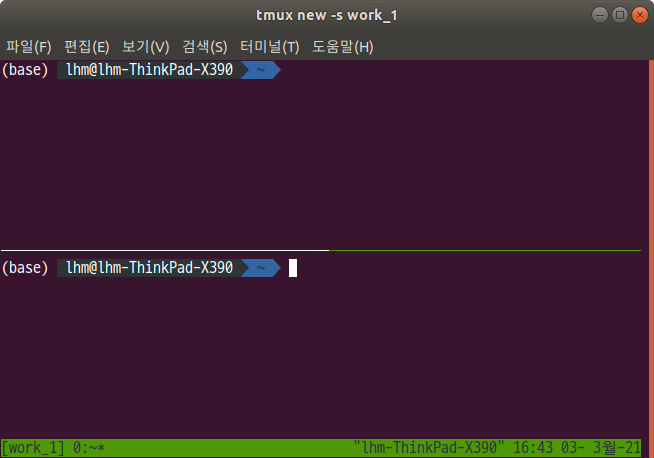 tmux new -s work_1
파일(F) 편집(E) 보기(V) 검색(S) 터미널(T) 도움말(H)
(base) lhm@lhm-ThinkPad-X390 ~
(base) lhm@lhm-ThinkPad-X390 ~
[work_1] 0:~* "lhm-ThinkPad-X390" 16:43 03- 3월-21